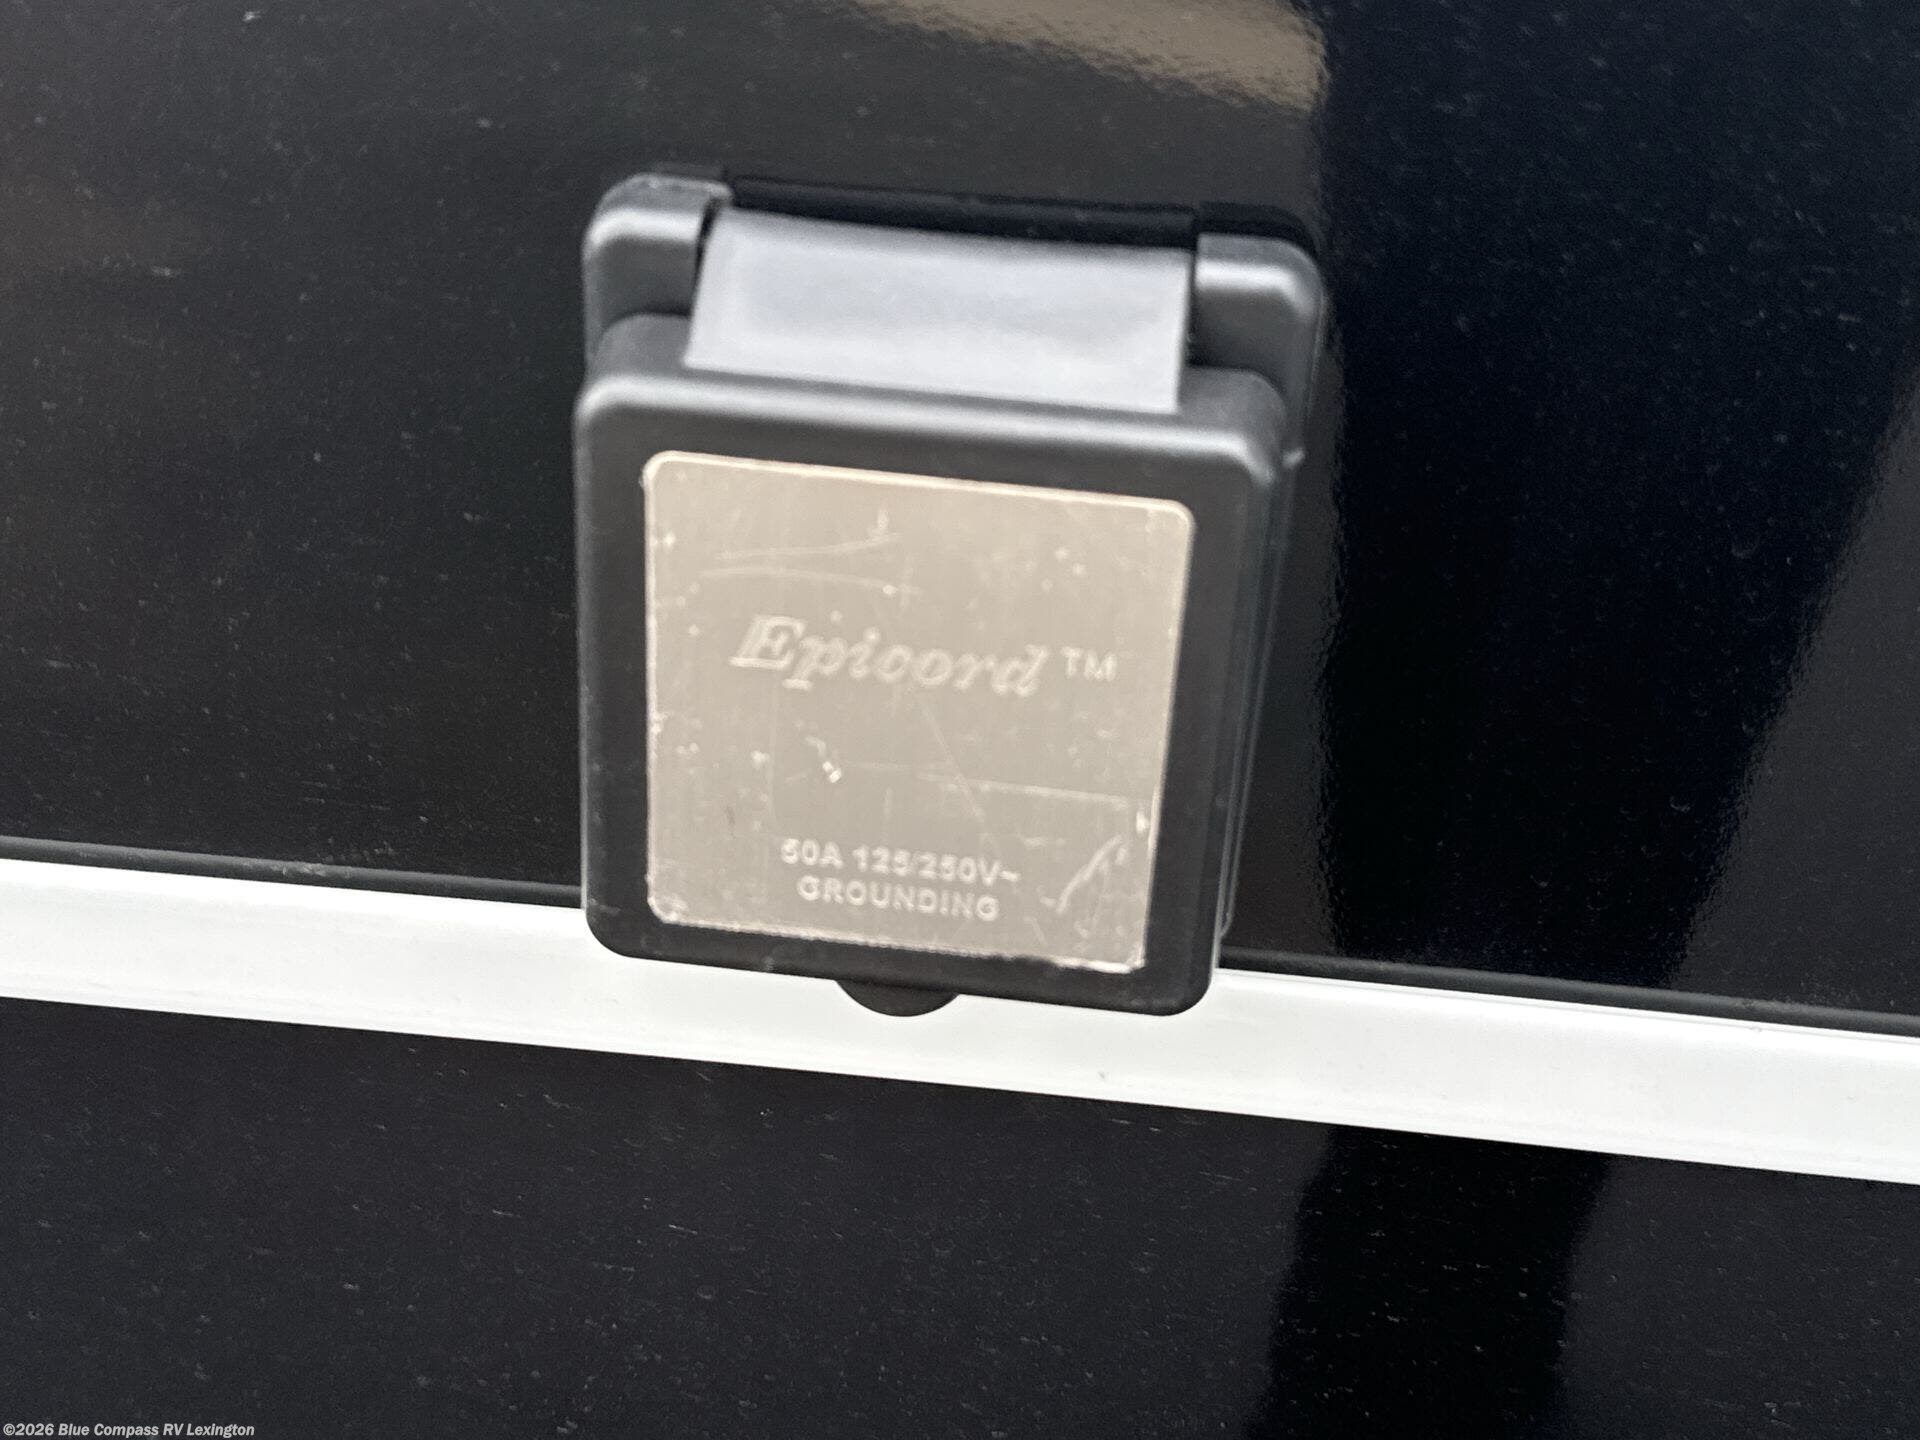 Epicord™
50A 125/250V~
GROUNDING
©2026 Blue Compass RV Lexington